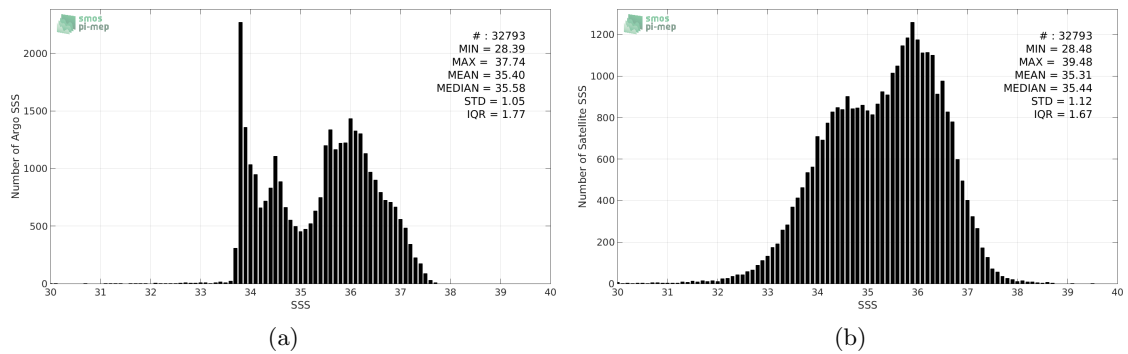 smos
pi-mep
# : 32793
MIN = 28.39
MAX = 37.74
MEAN = 35.40
MEDIAN = 35.58
STD = 1.05
IQR = 1.77
Number of Argo SSS
2000
1500
1000
500
0
30 31 32 33 34 35 36 37 38 39 40
SSS
(a)
smos
pi-mep
# : 32793
MIN = 28.48
MAX = 39.48
MEAN = 35.31
MEDIAN = 35.44
STD = 1.12
IQR = 1.67
Number of Satellite SSS
1200
1000
800
600
400
200
0
30 31 32 33 34 35 36 37 38 39 40
SSS
(b)